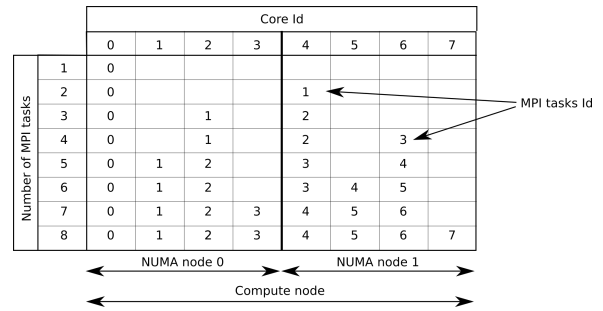 Core Id
0 1 2 3 4 5 6 7
Number of MPI tasks
1 0
2 0 1
MPI tasks Id
3 0 1 2
4 0 1 2 3
5 0 1 2 3 4
6 0 1 2 3 4 5
7 0 1 2 3 4 5 6
8 0 1 2 3 4 5 6 7
NUMA node 0 NUMA node 1
Compute node